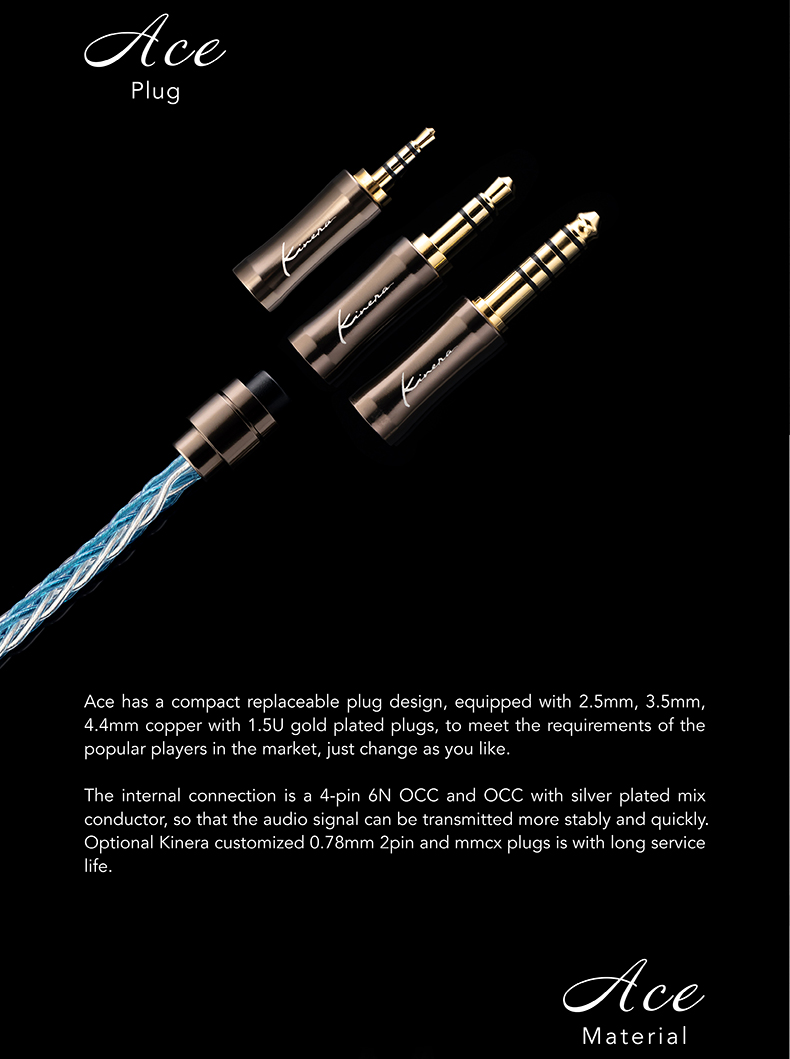 Ace
Plug
Kinera
Kinera
Kinera
Ace has a compact replaceable plug design, equipped with 2.5mm, 3.5mm,
4.4mm copper with 1.5U gold plated plugs, to meet the requirements of the
popular players in the market, just change as you like.
The internal connection is a 4-pin 6N OCC and OCC with silver plated mix
conductor, so that the audio signal can be transmitted more stably and quickly.
Optional Kinera customized 0.78mm 2pin and mmcx plugs is with long service
life.
Ace
Material